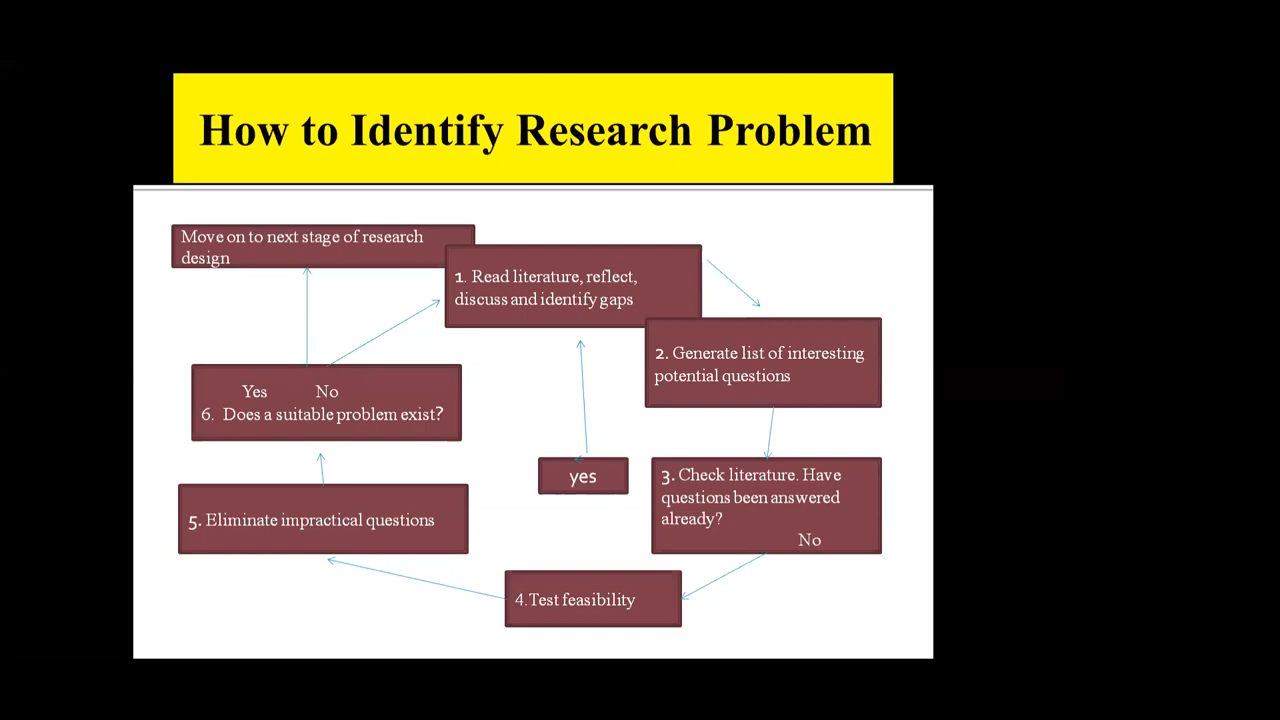 How to Identify Research Problem
Move on to next stage of research
design
1. Read literature, reflect,
discuss and identify gaps
2. Generate list of interesting
potential questions
3. Check literature. Have
questions been answered
already?
No
yes
4.Test feasibility
5. Eliminate impractical questions
Yes No
6. Does a suitable problem exist?